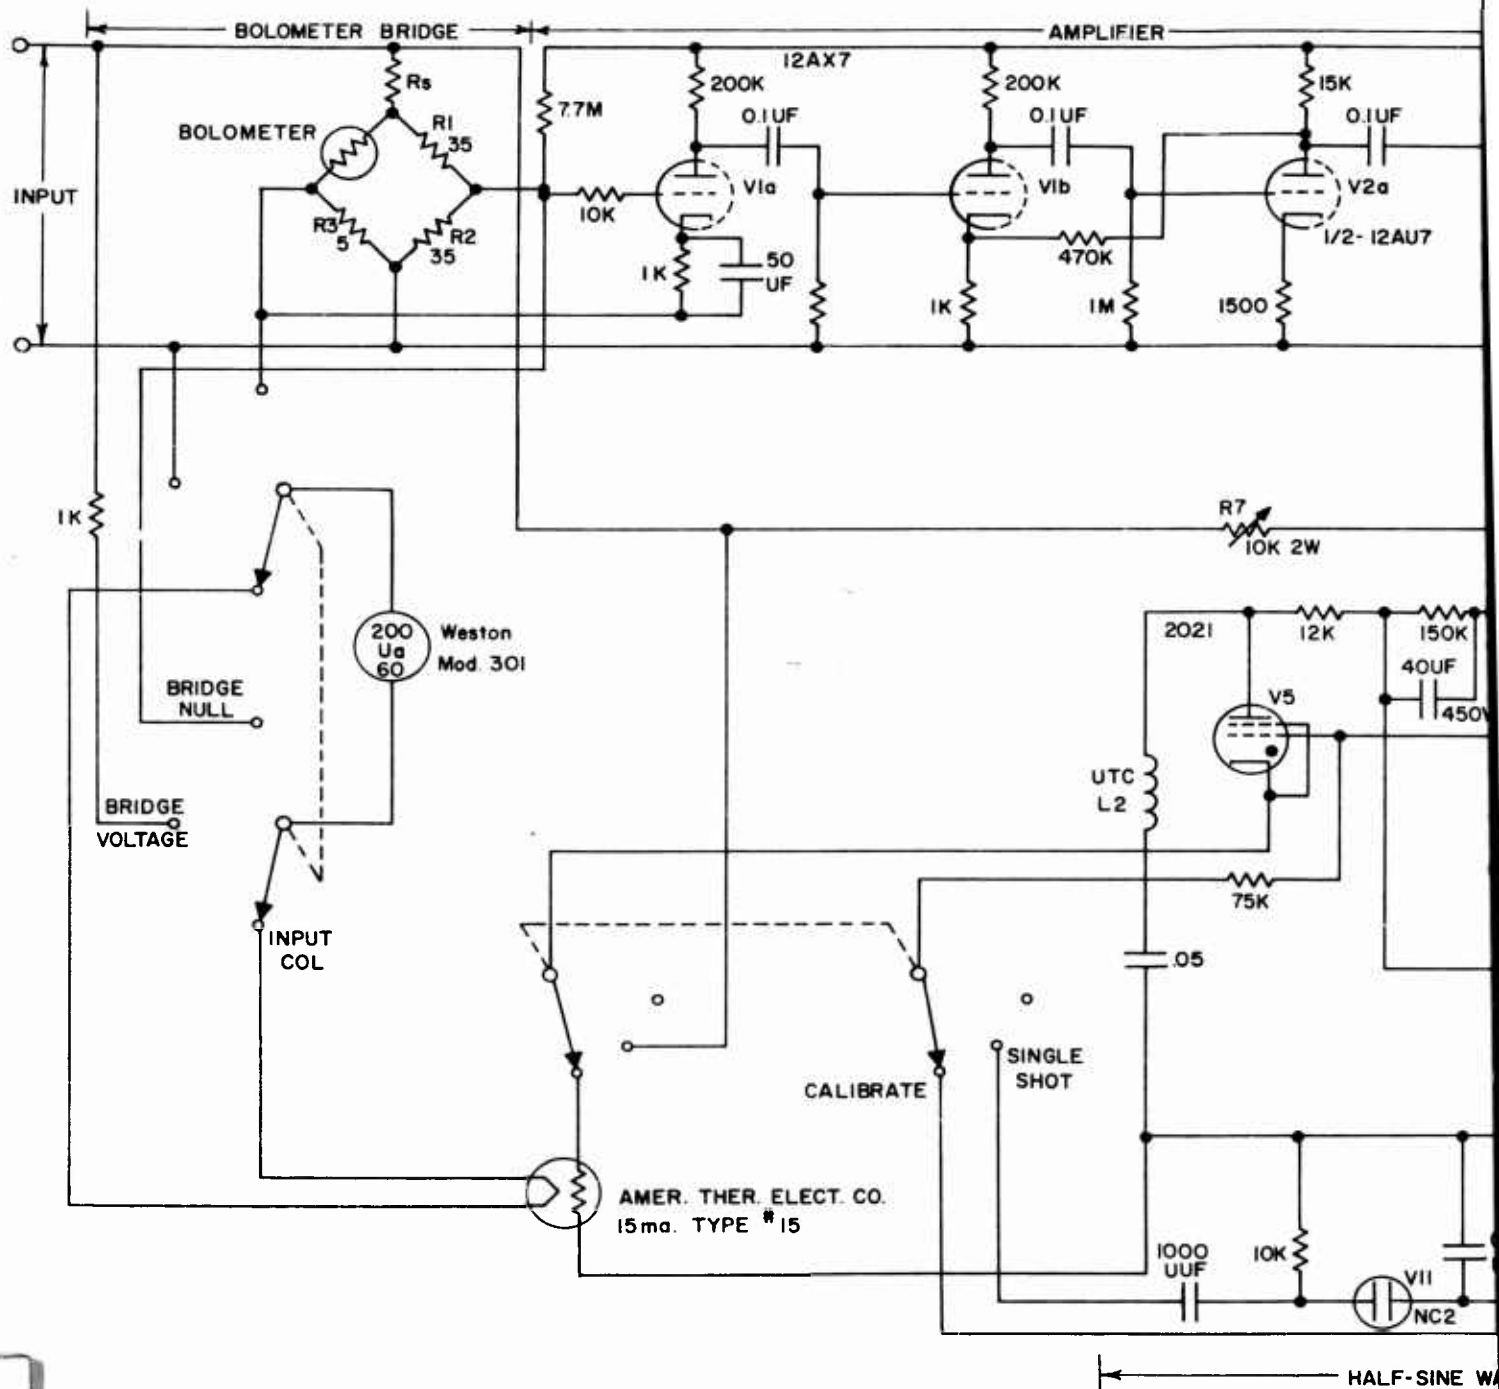 BOLOMETER BRIDGE
AMPLIFIER
12AX7
Rs
7.7M
200K
200K
15K
0.1UF
0.1UF
0.1UF
BOLOMETER
R1
35
INPUT
V1a
V1b
V2a
10K
R3
5
R2
35
1/2-12AU7
470K
1K
50
UF
1K
1M
1500
1K
R7
10K 2W
200
Ua
60
Weston
Mod. 301
2021
12K
150K
40UF
450V
BRIDGE
NULL
V5
UTC
L2
BRIDGE
VOLTAGE
75K
INPUT
COL
.05
SINGLE
SHOT
CALIBRATE
AMER. THER. ELECT. CO.
15ma. TYPE #15
1000
UUF
10K
V11
NC2
HALF-SINE WA